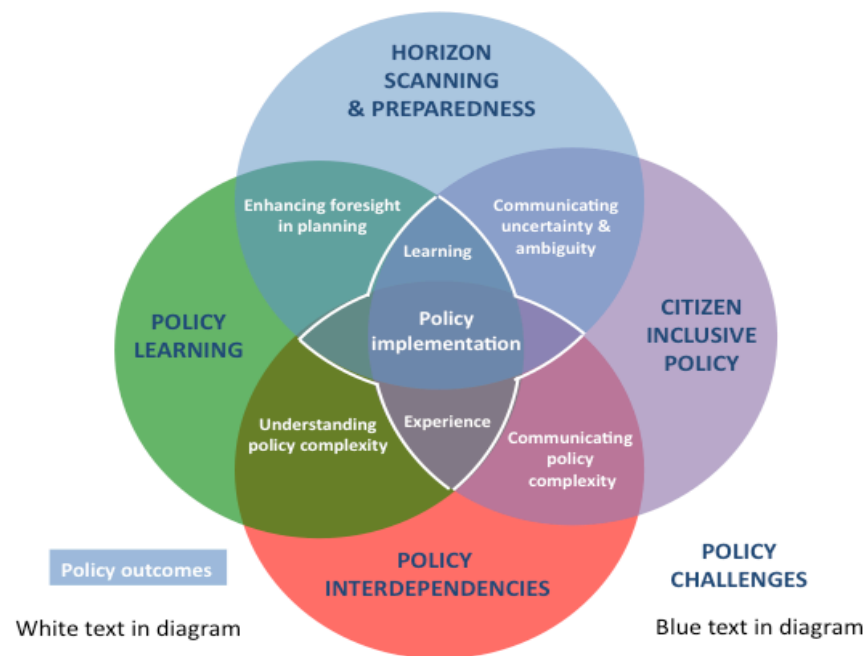 HORIZON
SCANNING
& PREPAREDNESS
Enhancing foresight
in planning
Communicating
uncertainty &
ambiguity
Learning
POLICY
LEARNING
Policy
implementation
CITIZEN
INCLUSIVE
POLICY
Understanding
policy complexity
Experience
Communicating
policy
complexity
POLICY
INTERDEPENDENCIES
Policy outcomes
White text in diagram
POLICY
CHALLENGES
Blue text in diagram